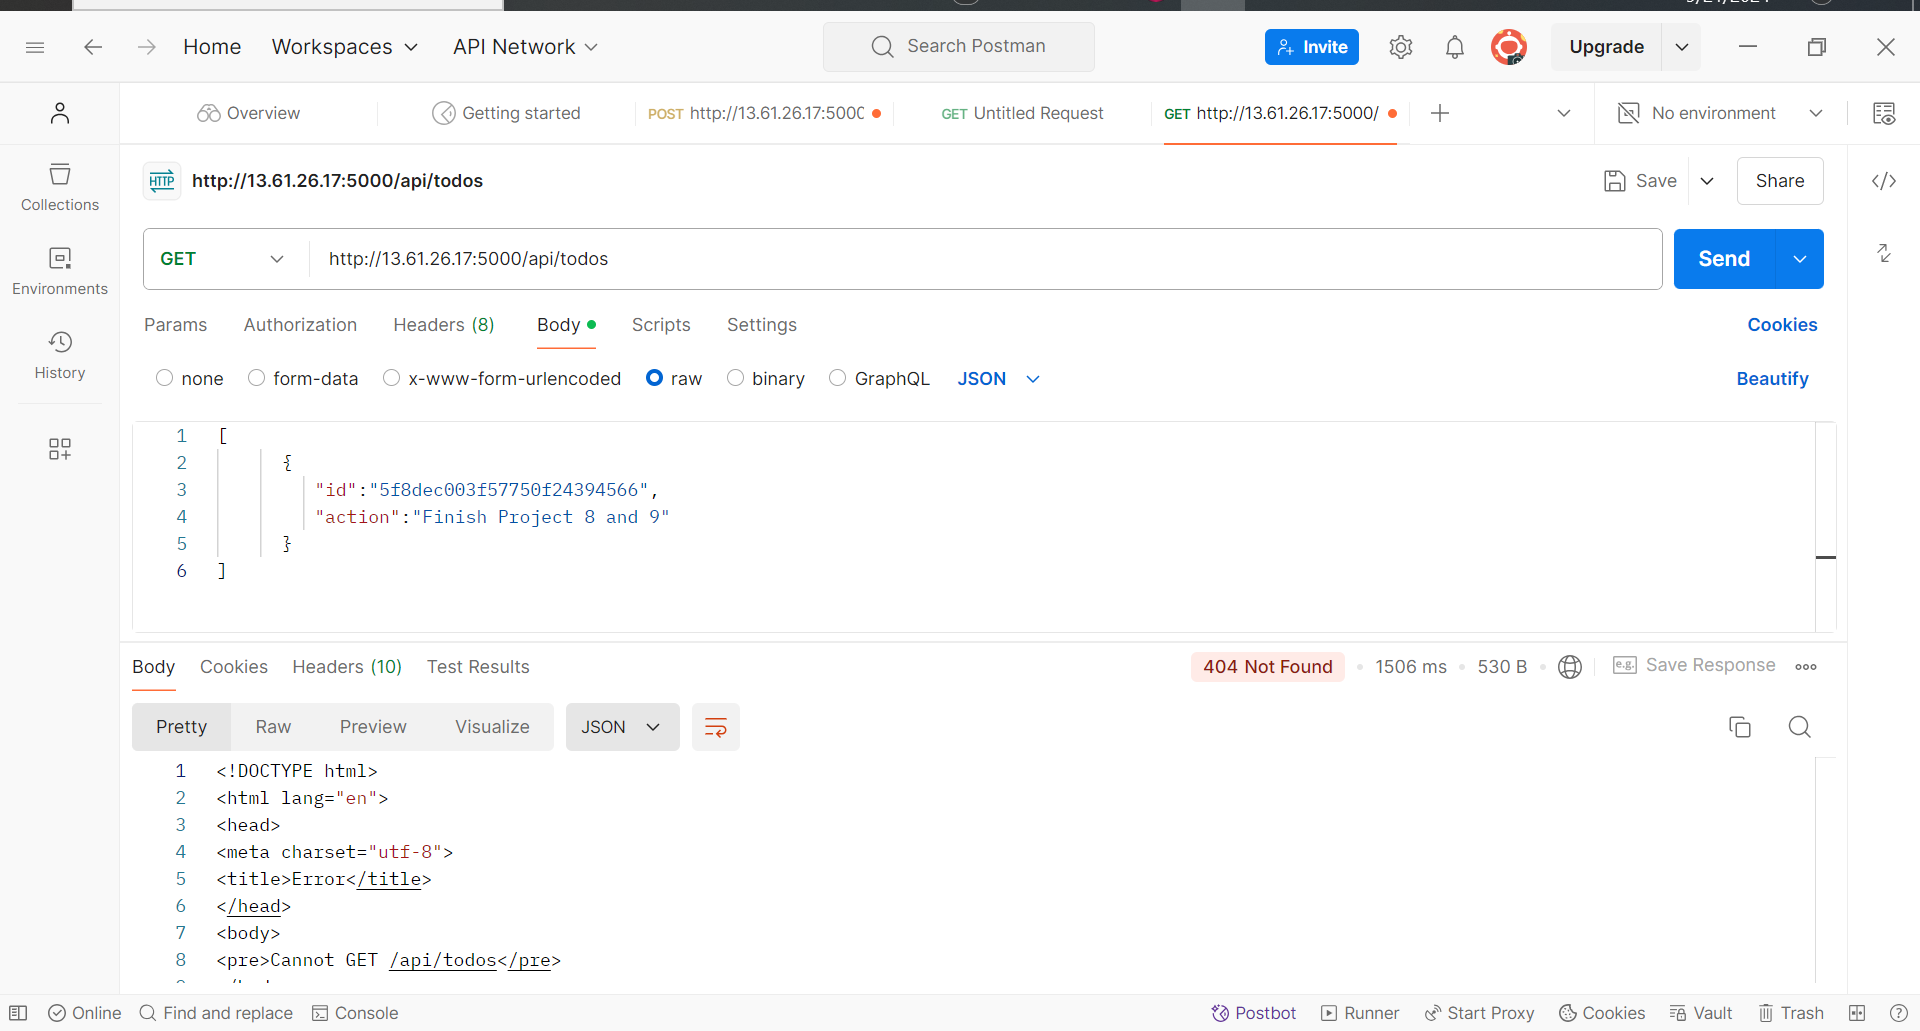 Home Workspaces API Network Search Postman Invite Upgrade
Overview Getting started POST http://13.61.26.17:5000 GET Untitled Request GET http://13.61.26.17:5000/ No environment
HTTP http://13.61.26.17:5000/api/todos Save Share
Collections
Environments
History
GET http://13.61.26.17:5000/api/todos Send
Params Authorization Headers (8) Body Scripts Settings Cookies
none form-data x-www-form-urlencoded raw binary GraphQL JSON Beautify
1 [
2 {
3 "id":"5f8dec003f57750f24394566",
4 "action":"Finish Project 8 and 9"
5 }
6 ]
Body Cookies Headers (10) Test Results 404 Not Found 1506 ms 530 B e.g. Save Response
Pretty Raw Preview Visualize JSON
1 <!DOCTYPE html>
2 <html lang="en">
3 <head>
4 <meta charset="utf-8">
5 <title>Error</title>
6 </head>
7 <body>
8 <pre>Cannot GET /api/todos</pre>
Online Find and replace Console Postbot Runner Start Proxy Cookies Vault Trash